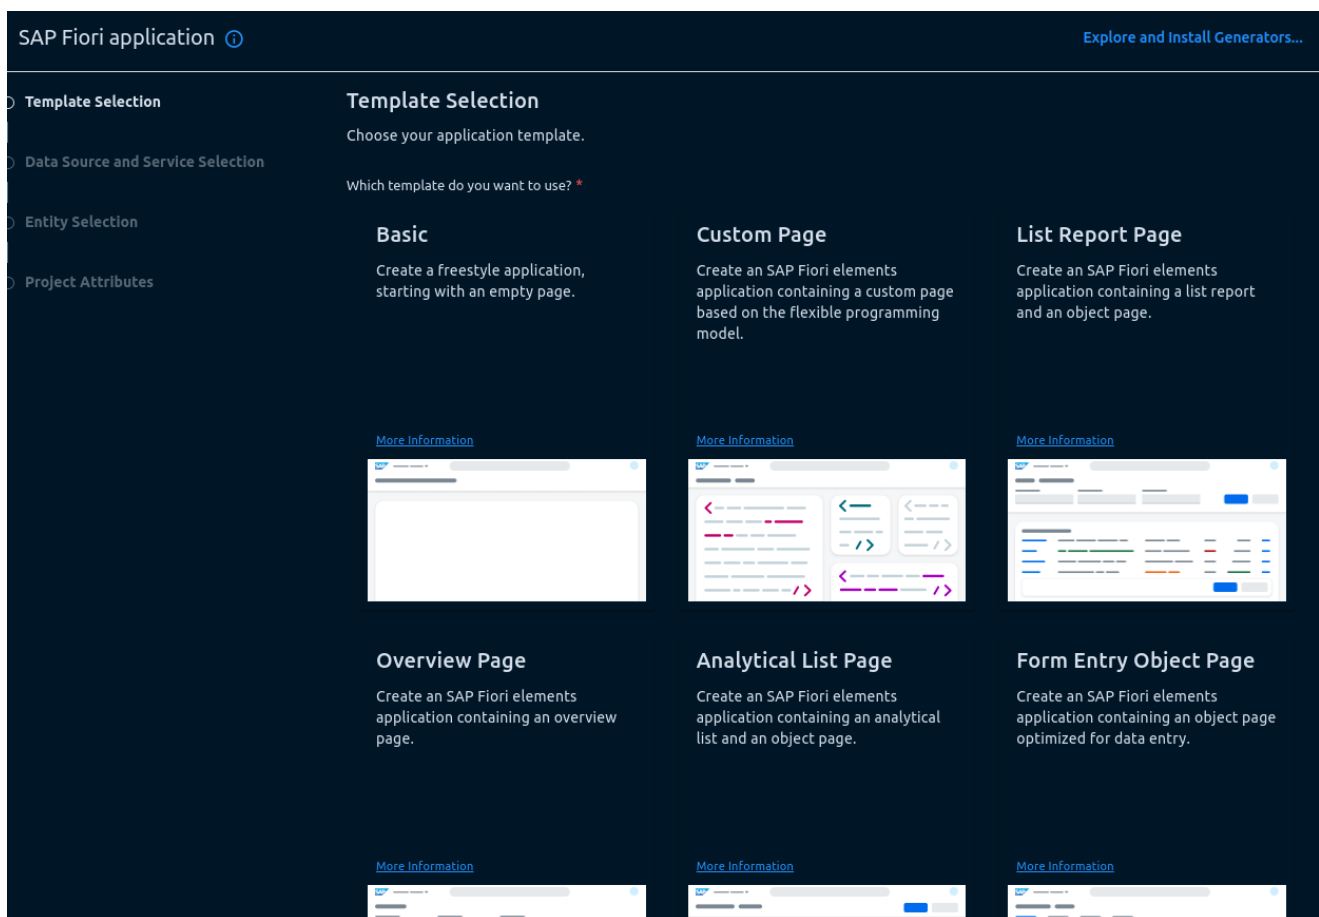 SAP Fiori application
Explore and Install Generators...
Template Selection
Data Source and Service Selection
Entity Selection
Project Attributes
Template Selection
Choose your application template.
Which template do you want to use? *
Basic
Create a freestyle application,
starting with an empty page.
More Information
SAP
Custom Page
Create an SAP Fiori elements
application containing a custom page
based on the flexible programming
model.
More Information
SAP
List Report Page
Create an SAP Fiori elements
application containing a list report
and an object page.
More Information
SAP
Overview Page
Create an SAP Fiori elements
application containing an overview
page.
More Information
SAP
Analytical List Page
Create an SAP Fiori elements
application containing an analytical
list and an object page.
More Information
SAP
Form Entry Object Page
Create an SAP Fiori elements
application containing an object page
optimized for data entry.
More Information
SAP